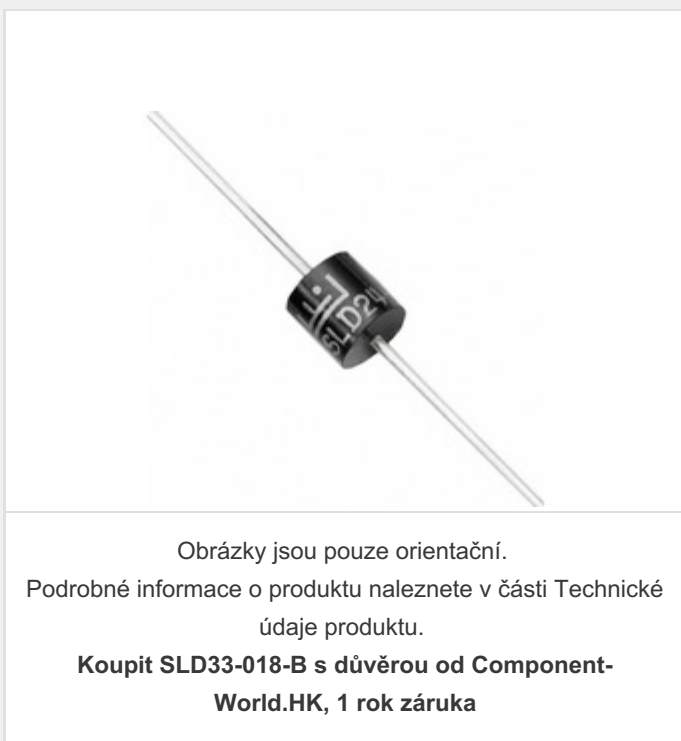 SLD24
Obrázky jsou pouze orientační.
Podrobné informace o produktu naleznete v části Technické
údaje produktu.
Koupit SLD33-018-B s důvěrou od Component-
World.HK, 1 rok záruka